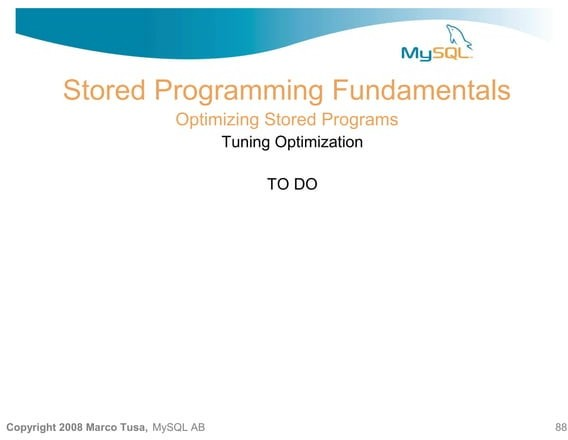 MySQL
Stored Programming Fundamentals
Optimizing Stored Programs
Tuning Optimization
TO DO
Copyright 2008 Marco Tusa, MySQL AB 88